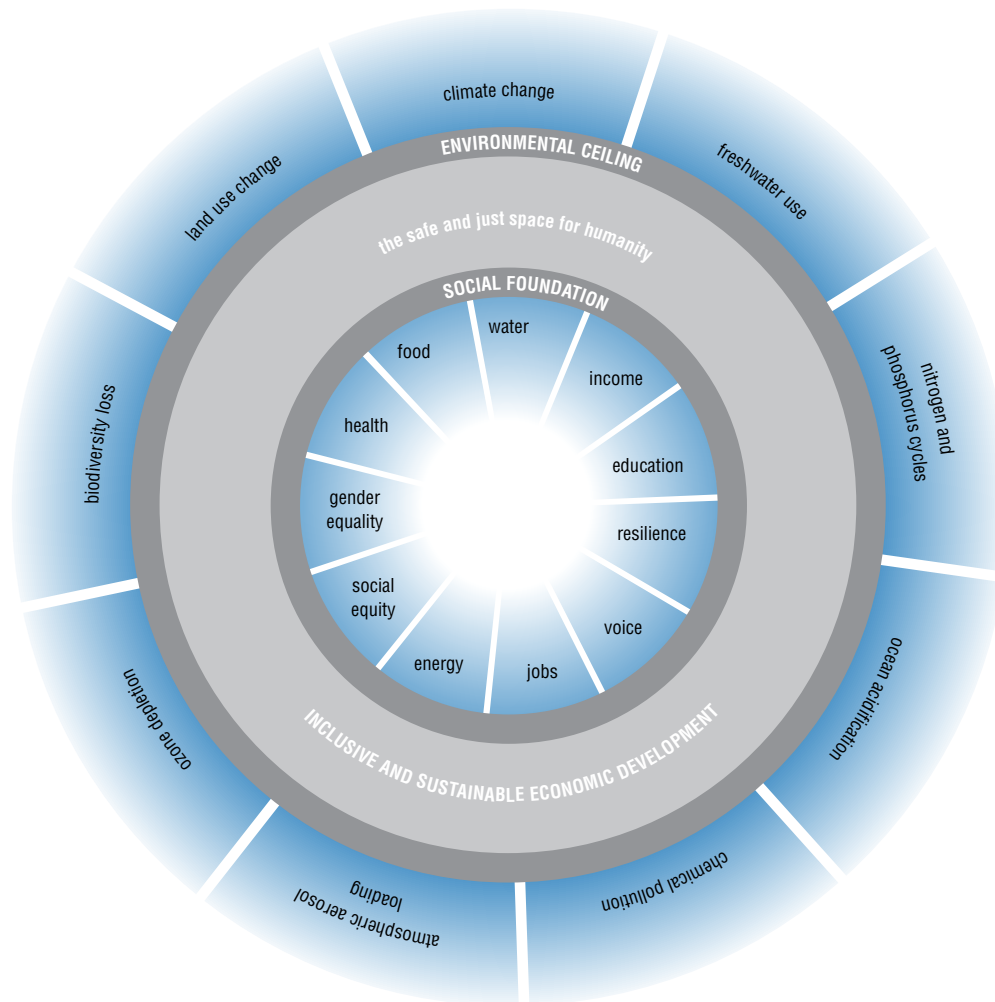 climate change
freshwater use
nitrogen and
phosphorus cycles
ocean acidification
chemical pollution
atmospheric aerosol
loading
ozone depletion
biodiversity loss
land use change
ENVIRONMENTAL CEILING
the safe and just space for humanity
SOCIAL FOUNDATION
water
income
education
resilience
voice
jobs
energy
social
equity
gender
equality
health
food
INCLUSIVE AND SUSTAINABLE ECONOMIC DEVELOPMENT